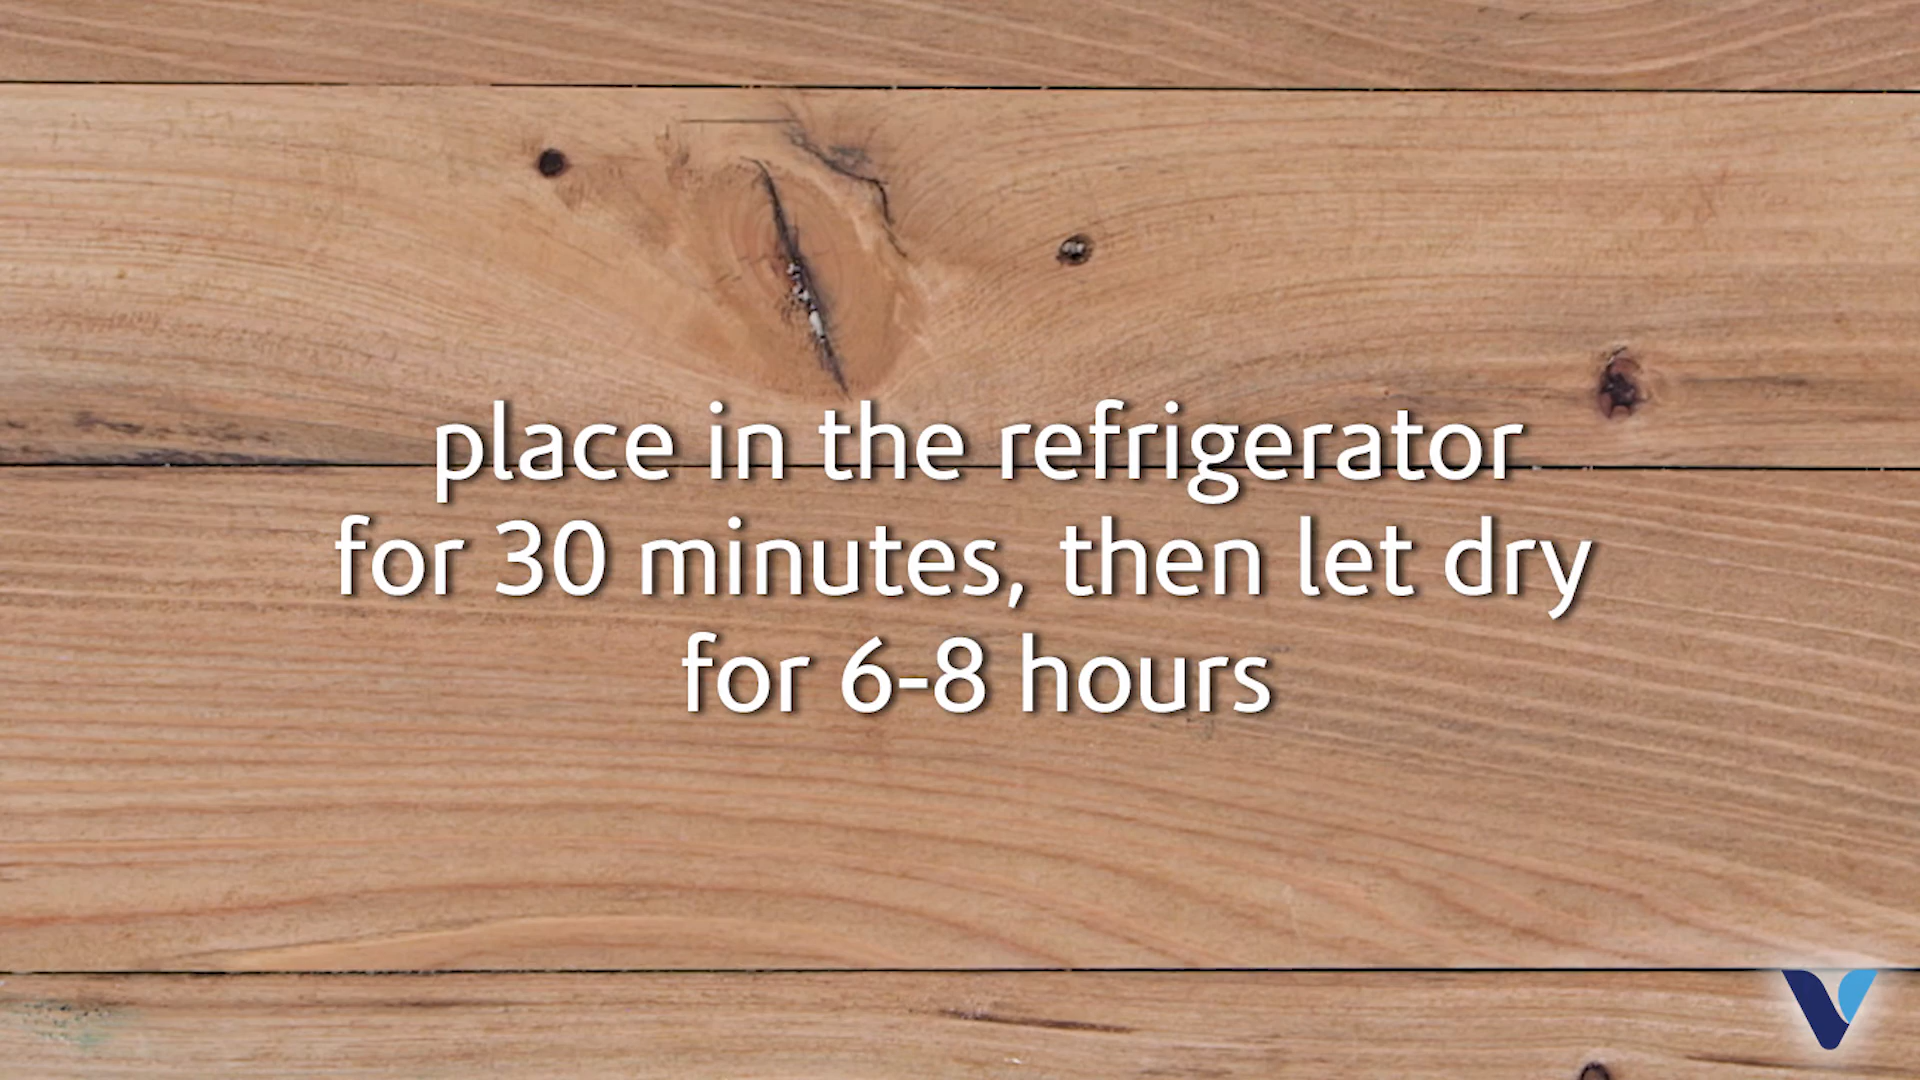 place in the refrigerator
for 30 minutes, then let dry
for 6-8 hours